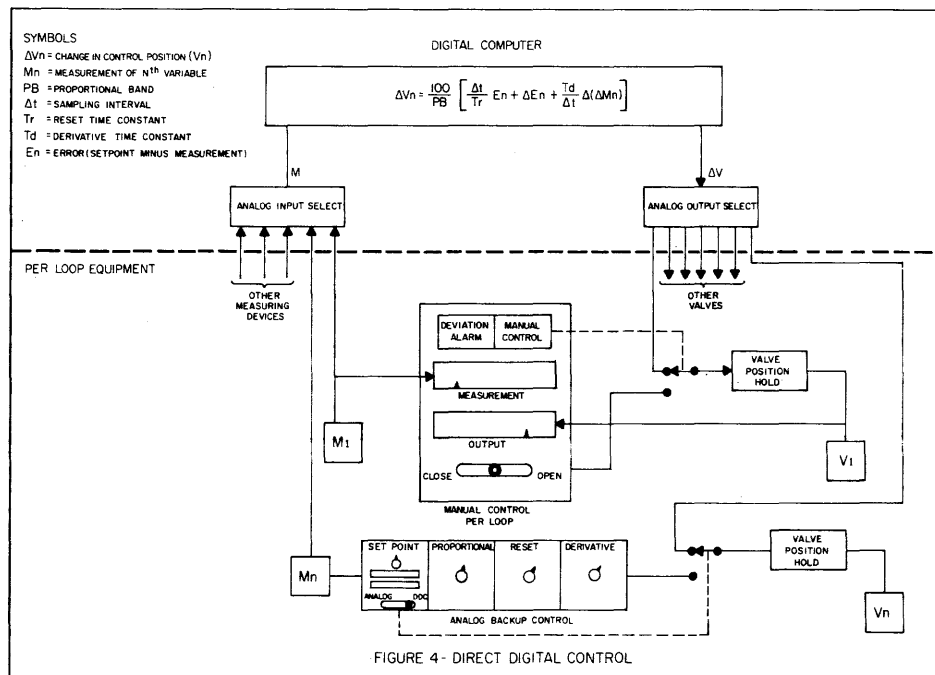 SYMBOLS
ΔVn = CHANGE IN CONTROL POSITION (Vn)
Mn = MEASUREMENT OF Nth VARIABLE
PB = PROPORTIONAL BAND
Δt = SAMPLING INTERVAL
Tr = RESET TIME CONSTANT
Td = DERIVATIVE TIME CONSTANT
En = ERROR (SETPOINT MINUS MEASUREMENT)
DIGITAL COMPUTER
ΔVn = 100/PB [Δt/Tr En + ΔEn + Td/Δt Δ(ΔMn)]
M
ΔV
ANALOG INPUT SELECT
ANALOG OUTPUT SELECT
PER LOOP EQUIPMENT
OTHER
MEASURING
DEVICES
OTHER
VALVES
DEVIATION
ALARM
MANUAL
CONTROL
MEASUREMENT
OUTPUT
CLOSE
OPEN
MANUAL CONTROL
PER LOOP
M1
VALVE
POSITION
HOLD
V1
Mn
SET POINT
PROPORTIONAL
RESET
DERIVATIVE
ANALOG
DDC
ANALOG BACKUP CONTROL
VALVE
POSITION
HOLD
Vn
FIGURE 4 - DIRECT DIGITAL CONTROL